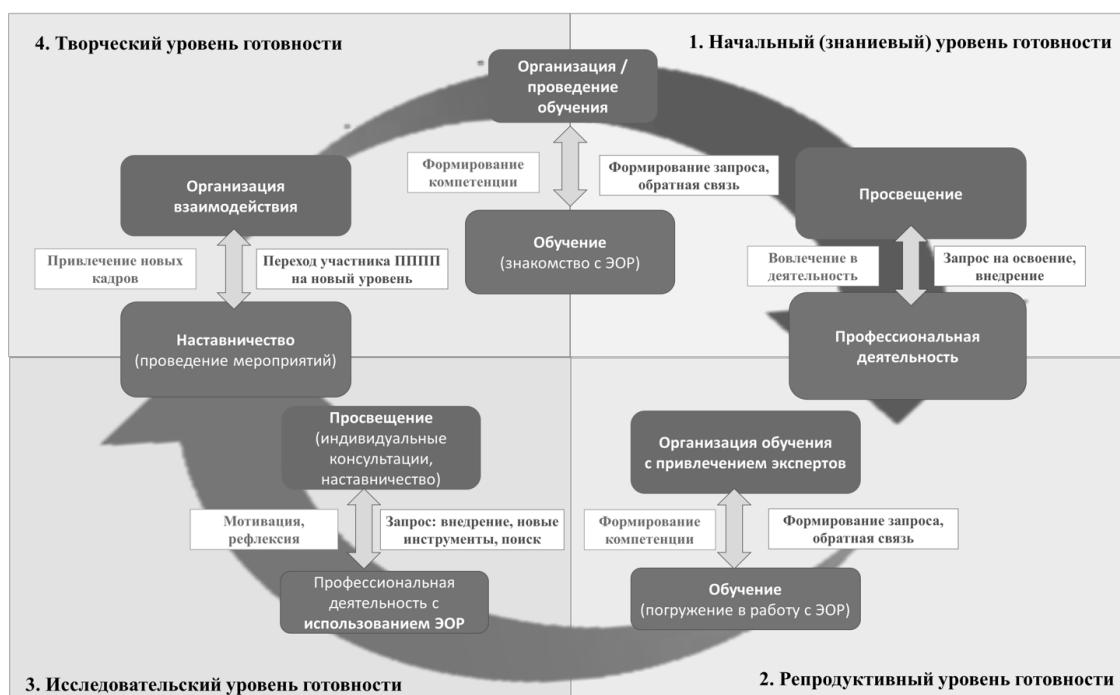 4. Творческий уровень готовности
1. Начальный (знаниевый) уровень готовности
Организация /
проведение
обучения
Формирование
компетенции
Формирование запроса,
обратная связь
Обучение
(знакомство с ЭОР)
Просвещение
Вовлечение в
деятельность
Запрос на освоение,
внедрение
Профессиональная
деятельность
Организация
взаимодействия
Привлечение новых
кадров
Переход участника ПППП
на новый уровень
Наставничество
(проведение мероприятий)
Просвещение
(индивидуальные
консультации,
наставничество)
Мотивация,
рефлексия
Запрос: внедрение, новые
инструменты, поиск
Профессиональная
деятельность с
использованием ЭОР
Организация обучения
с привлечением экспертов
Формирование
компетенции
Формирование запроса,
обратная связь
Обучение
(погружение в работу с ЭОР)
3. Исследовательский уровень готовности
2. Репродуктивный уровень готовности